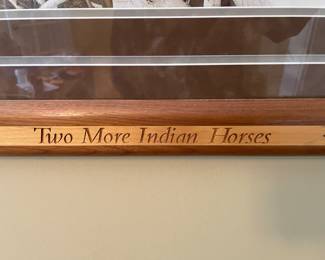 Two More Indian Horses